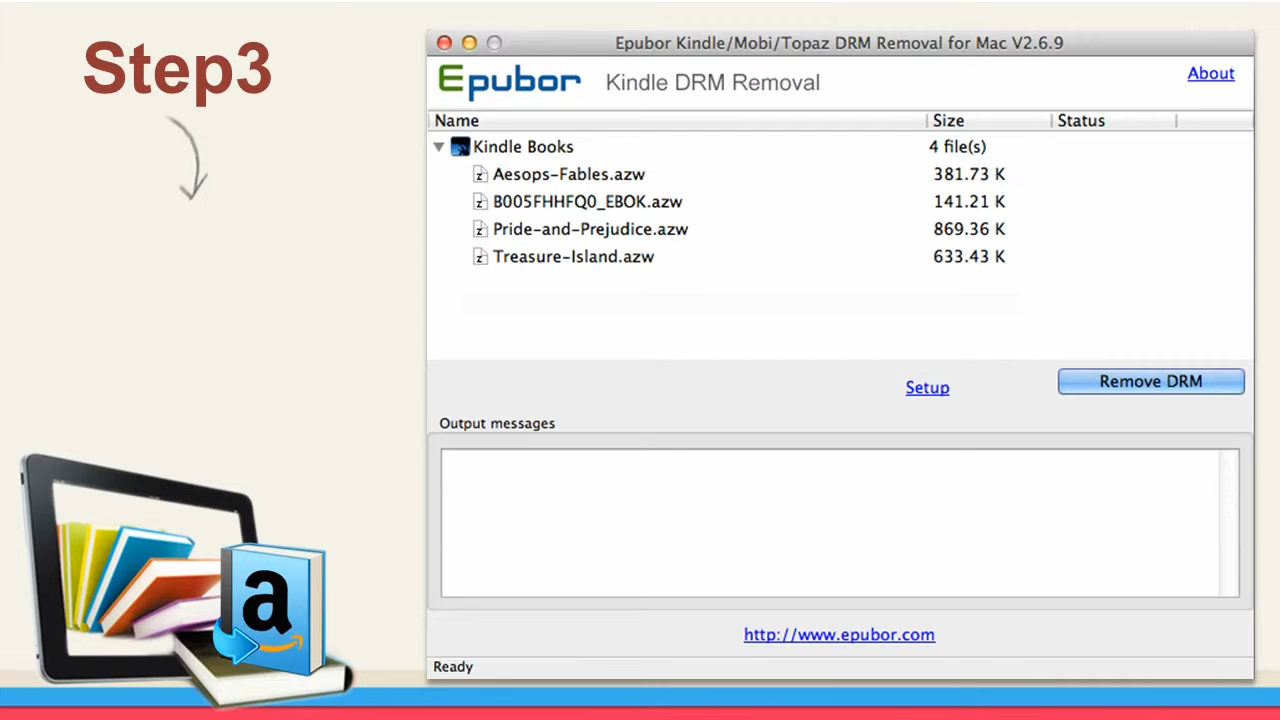 Step3
Epubor Kindle/Mobi/Topaz DRM Removal for Mac V2.6.9
Epubor Kindle DRM Removal About
Name Size Status
Kindle Books 4 file(s)
Aesops-Fables.azw 381.73 K
B005FHHFQ0_EBOK.azw 141.21 K
Pride-and-Prejudice.azw 869.36 K
Treasure-Island.azw 633.43 K
Setup Remove DRM
Output messages
a
http://www.epubor.com
Ready